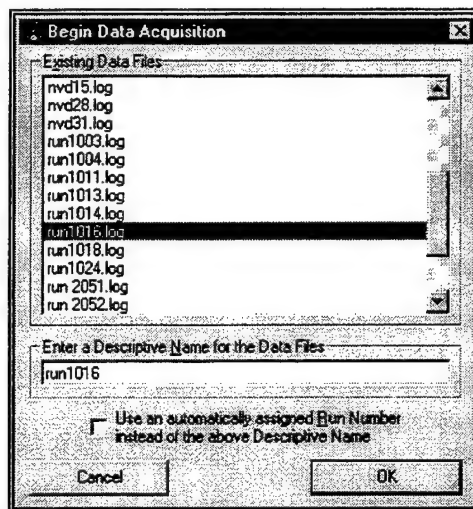 Begin Data Acquisition
Existing Data Files
nvd15.log
nvd28.log
nvd31.log
run1003.log
run1004.log
run1011.log
run1013.log
run1014.log
run1016.log
run1018.log
run1024.log
run 2051.log
run 2052.log
Enter a Descriptive Name for the Data Files
run1016
Use an automatically assigned Run Number
instead of the above Descriptive Name
Cancel OK